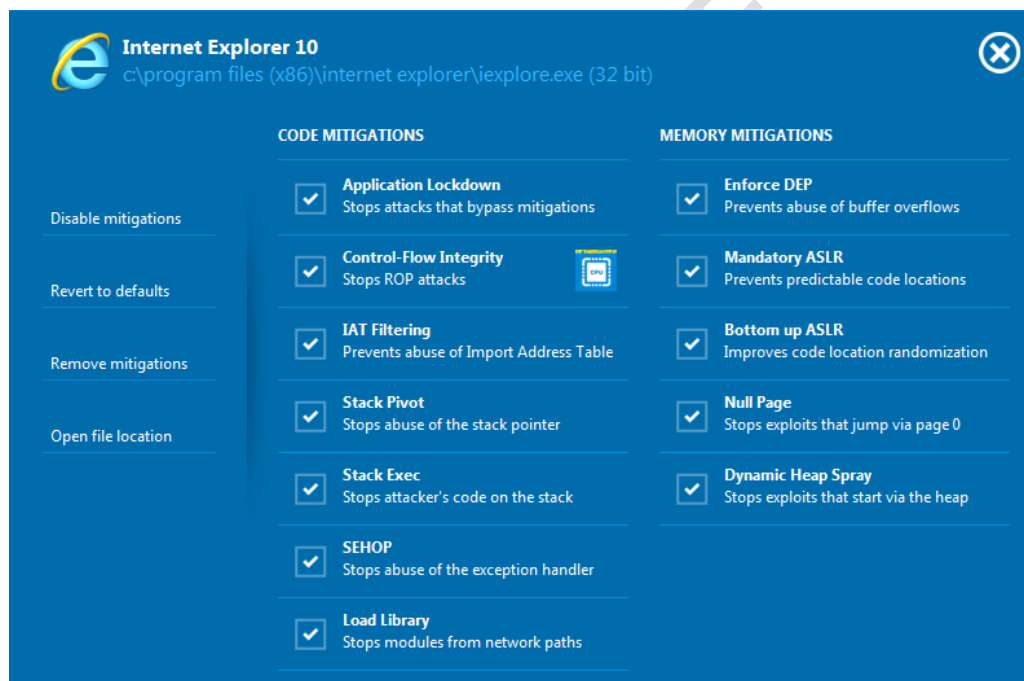 Internet Explorer 10
c:\program files (x86)\internet explorer\iexplore.exe (32 bit)
Disable mitigations
Revert to defaults
Remove mitigations
Open file location
CODE MITIGATIONS
Application Lockdown
Stops attacks that bypass mitigations
Control-Flow Integrity
Stops ROP attacks
CPU
IAT Filtering
Prevents abuse of Import Address Table
Stack Pivot
Stops abuse of the stack pointer
Stack Exec
Stops attacker's code on the stack
SEHOP
Stops abuse of the exception handler
Load Library
Stops modules from network paths
MEMORY MITIGATIONS
Enforce DEP
Prevents abuse of buffer overflows
Mandatory ASLR
Prevents predictable code locations
Bottom up ASLR
Improves code location randomization
Null Page
Stops exploits that jump via page 0
Dynamic Heap Spray
Stops exploits that start via the heap